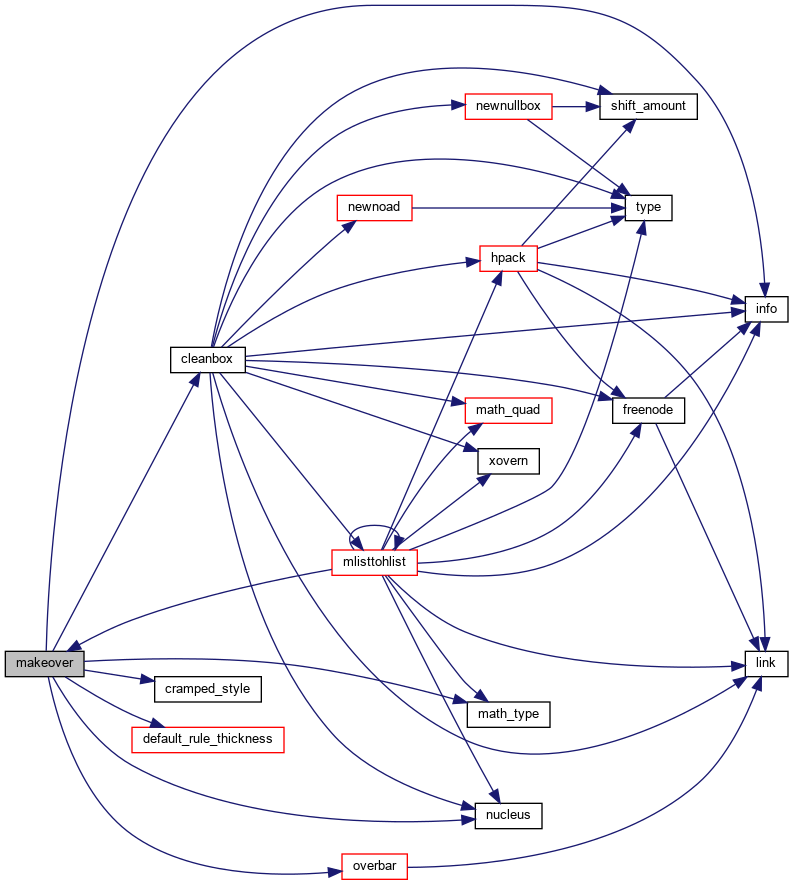 newnullbox
shift_amount
newnoad
type
hpack
info
cleanbox
math_quad
freenode
xovern
mlisttohlist
makeover
link
cramped_style
math_type
default_rule_thickness
nucleus
overbar